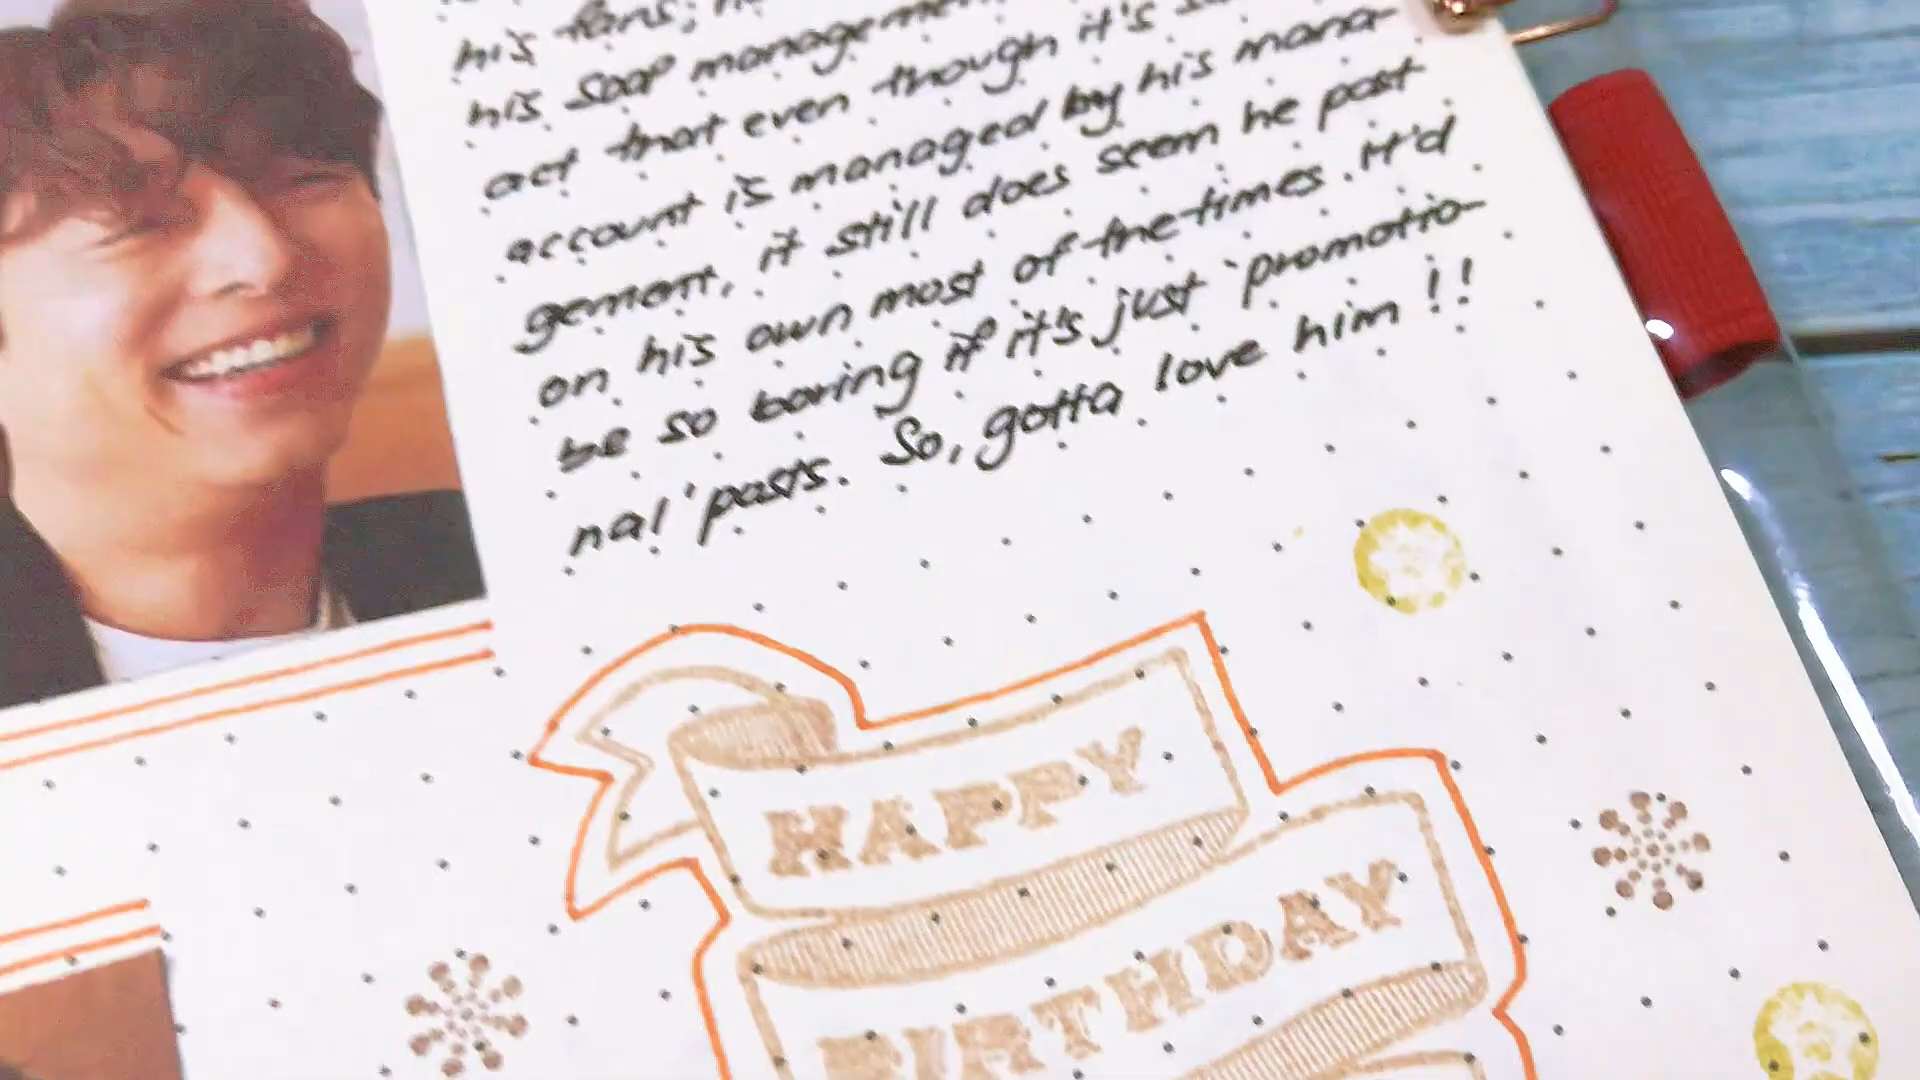 his fans,
his Soop management
act that even though it's
account is managed by his mana-
gement, it still does seem he post
on his own most of-the-times. It'd
be so boring if it's just 'promotio-
nal' posts. So, gotta love him!!
HAPPY
BIRTHDAY